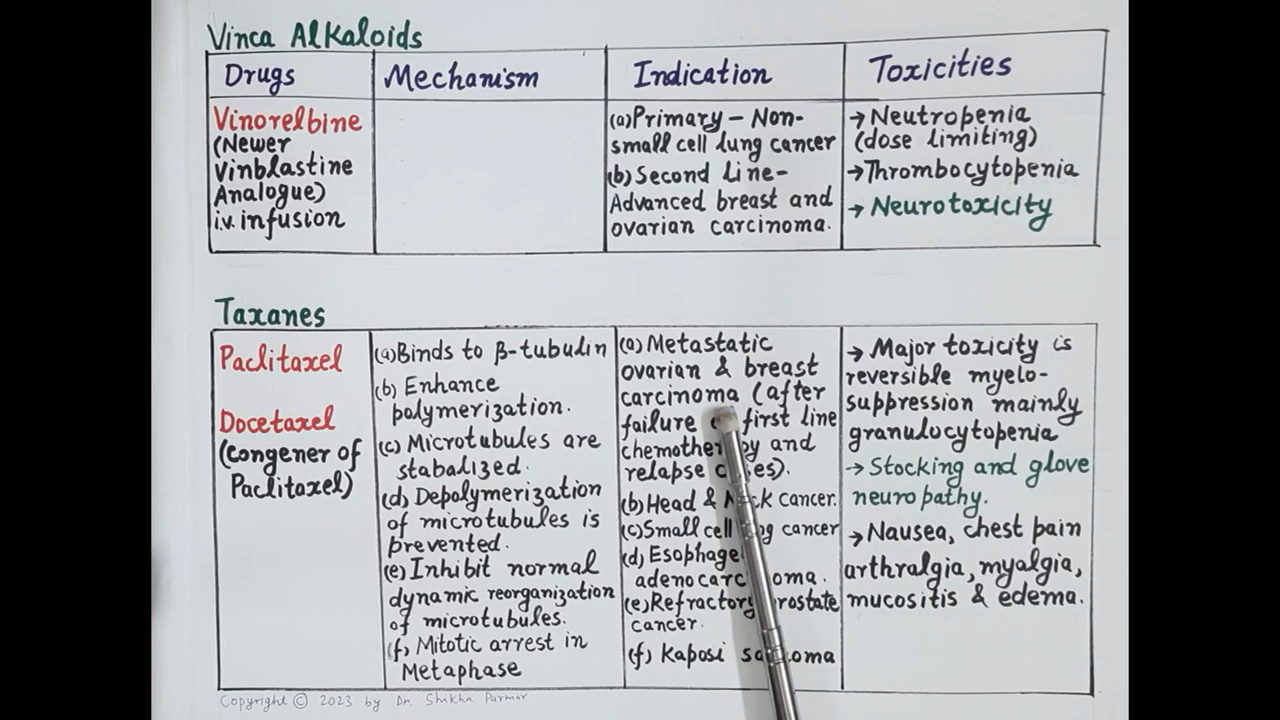 Vinca Alkaloids
Drugs
Mechanism
Indication
Toxicities
Vinorelbine
(Newer
Vinblastine
Analogue)
i.v. infusion
(a) Primary - Non-
small cell lung cancer
(b) Second Line-
Advanced breast and
ovarian carcinoma.
→ Neutropenia
(dose limiting)
→ Thrombocytopenia
→ Neurotoxicity
Taxanes
Paclitaxel
Docetaxel
(congener of
Paclitaxel)
(a) Binds to β-tubulin
(b) Enhance
polymerization.
(c) Microtubules are
stabalized.
(d) Depolymerization
of microtubules is
prevented.
(e) Inhibit normal
dynamic reorganization
of microtubules.
(f) Mitotic arrest in
Metaphase
(a) Metastatic
ovarian & breast
carcinoma (after
failure first line
and
relapse
(b) Head & cancer.
(c) Small cell cancer
(d)
(e) Refractory
cancer.
(f) Kaposi
→ Major toxicity is
reversible myelo-
suppression mainly
granulocytopenia
→ Stocking and glove
neuropathy.
→ Nausea, chest pain
arthralgia, myalgia,
mucositis & edema.
Copyright © 2023 by Dr. Shikha Parmar